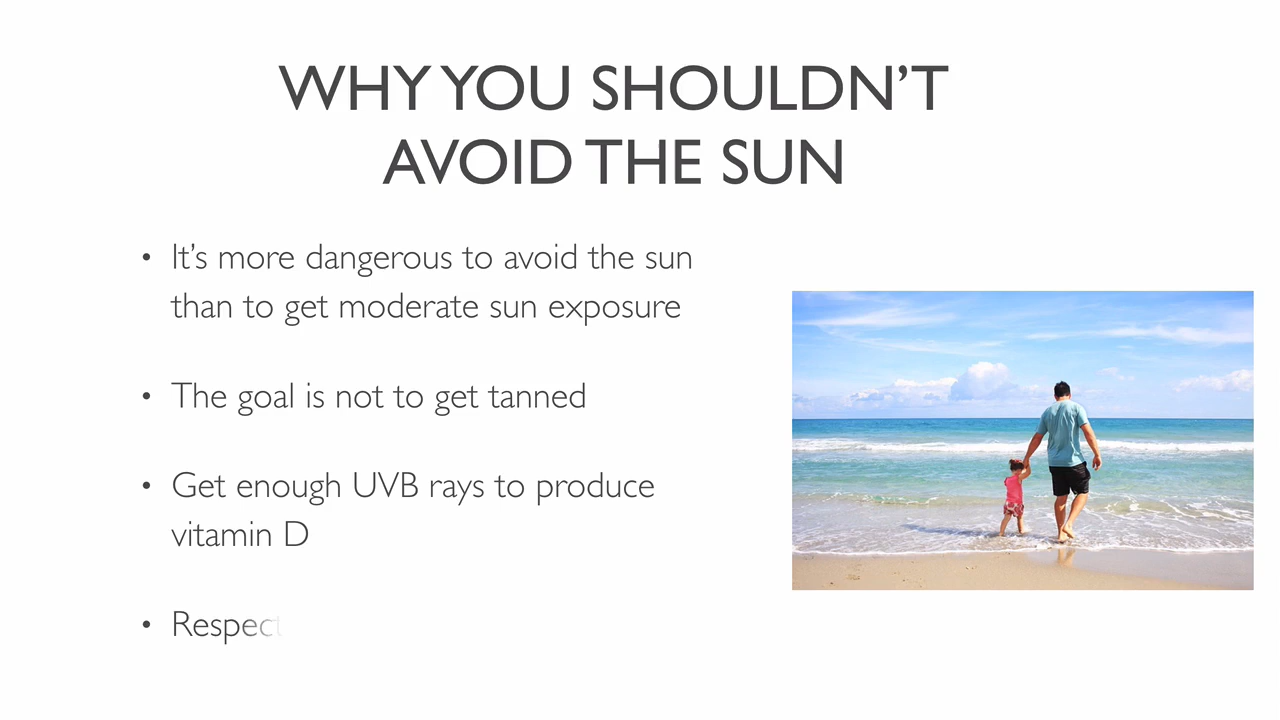 WHY YOU SHOULDN'T
AVOID THE SUN
• It's more dangerous to avoid the sun
than to get moderate sun exposure
• The goal is not to get tanned
• Get enough UVB rays to produce
vitamin D
• Respect